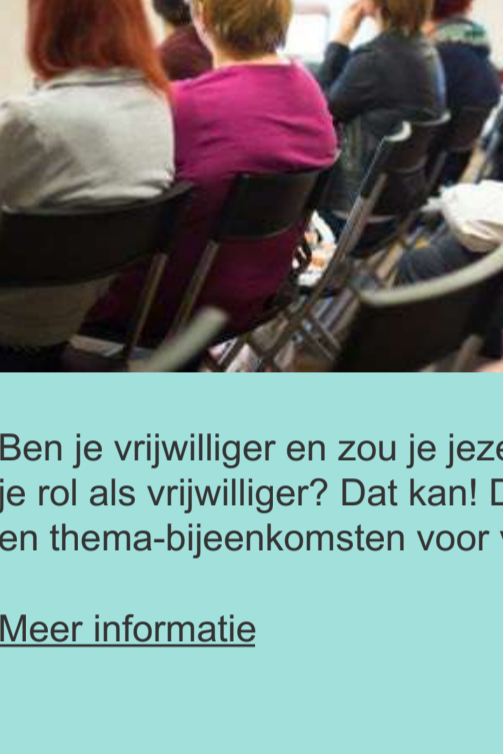 Ben je vrijwilliger en zou je
je rol als vrijwilliger? Dat kan!
en thema-bijeenkomsten voor
Meer informatie